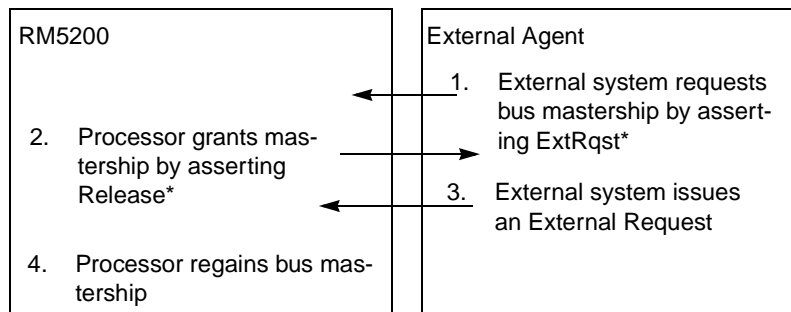 RM5200
External Agent
1. External system requests
bus mastership by assert-
ing ExtRqst*
2. Processor grants mas-
tership by asserting
Release*
3. External system issues
an External Request
4. Processor regains bus mas-
tership